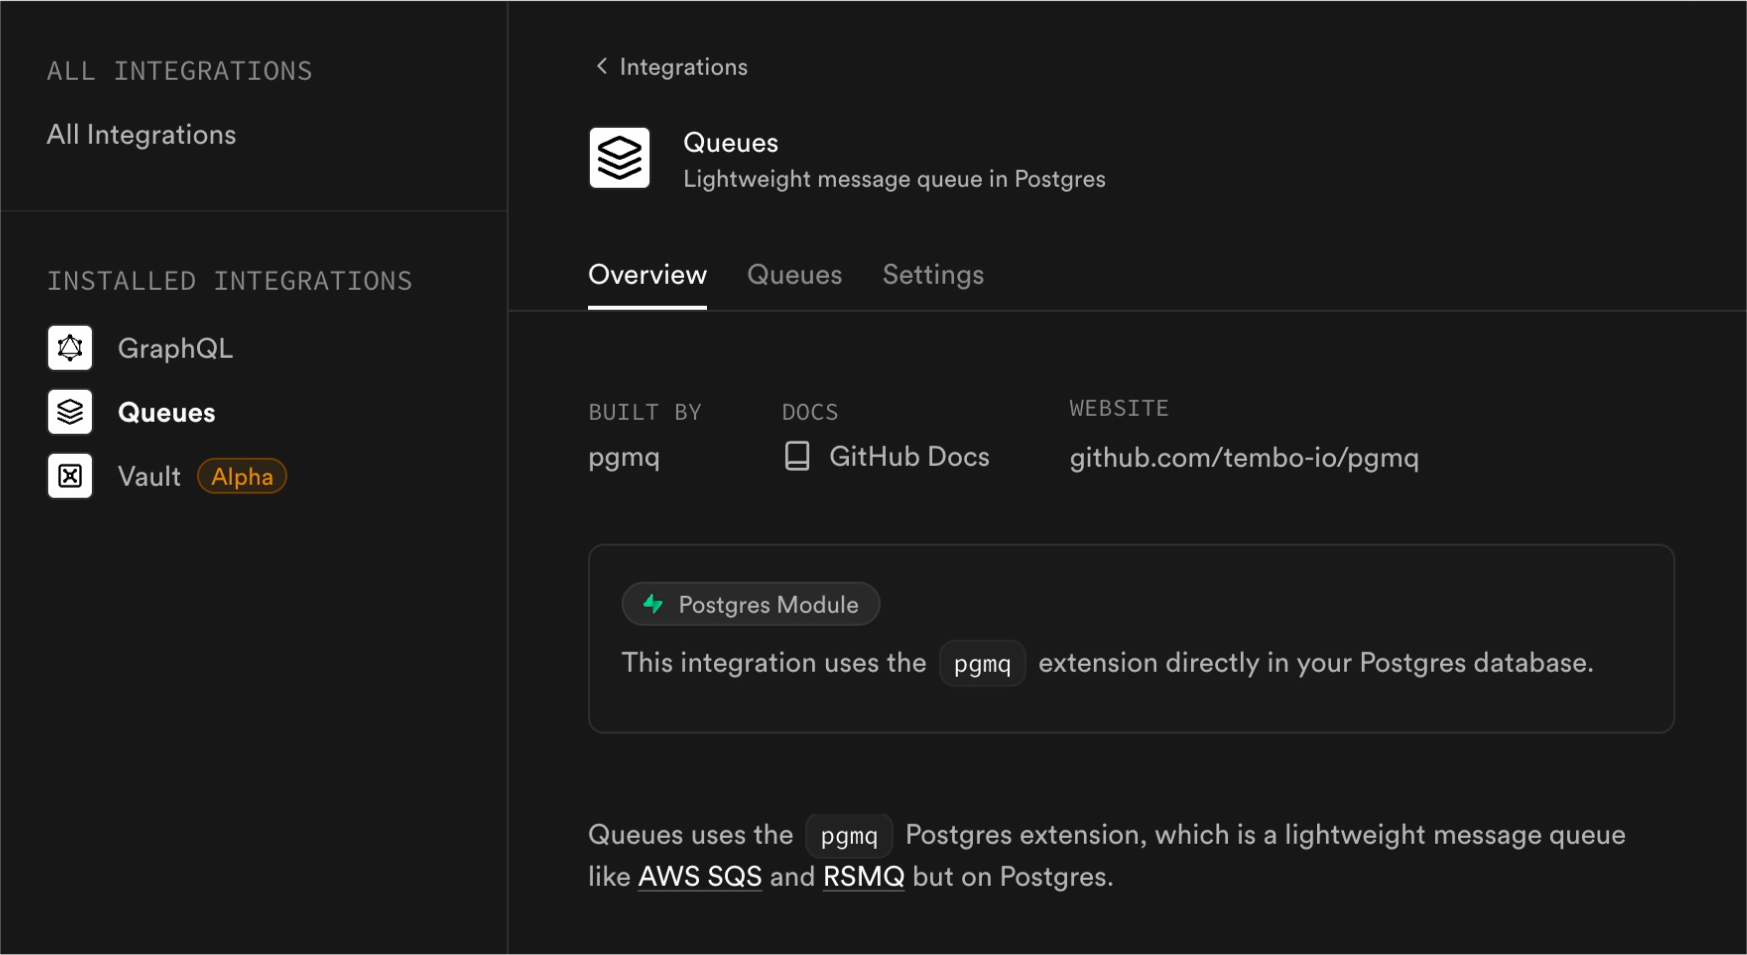 ALL INTEGRATIONS
All Integrations
INSTALLED INTEGRATIONS
GraphQL
Queues
Vault Alpha
Integrations
Queues
Lightweight message queue in Postgres
Overview Queues Settings
BUILT BY DOCS WEBSITE
pgmq GitHub Docs github.com/tembo-io/pgmq
Postgres Module
This integration uses the pgmq extension directly in your Postgres database.
Queues uses the pgmq Postgres extension, which is a lightweight message queue
like AWS SQS and RSMQ but on Postgres.